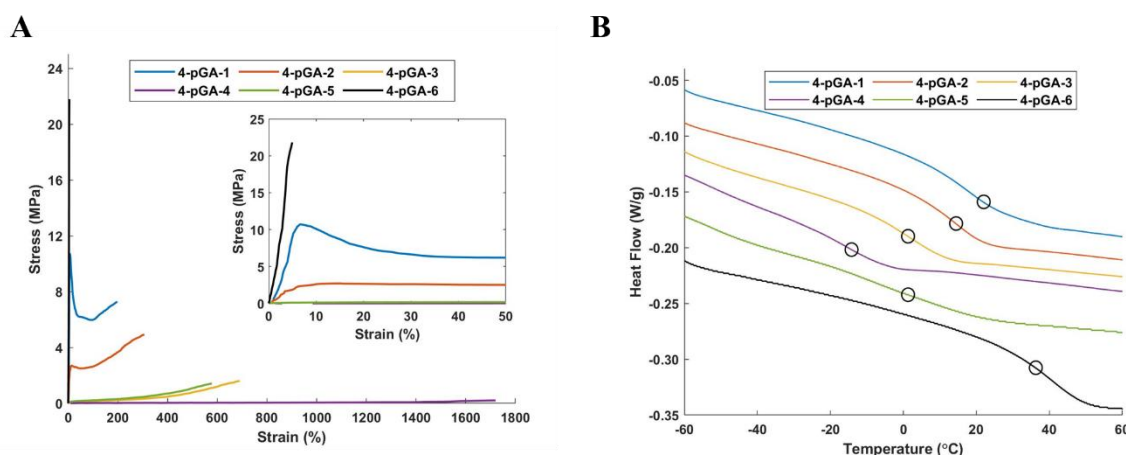 A
24
20
16
12
8
4
0
Stress (MPa)
4-pGA-1 4-pGA-2 4-pGA-3
4-pGA-4 4-pGA-5 4-pGA-6
25
20
15
10
5
0
Stress (MPa)
0 10 20 30 40 50
Strain (%)
0 200 400 600 800 1000 1200 1400 1600 1800
Strain (%)
B
-0.05
-0.10
-0.15
-0.20
-0.25
-0.30
-0.35
Heat Flow (W/g)
4-pGA-1 4-pGA-2 4-pGA-3
4-pGA-4 4-pGA-5 4-pGA-6
-60 -40 -20 0 20 40 60
Temperature (°C)